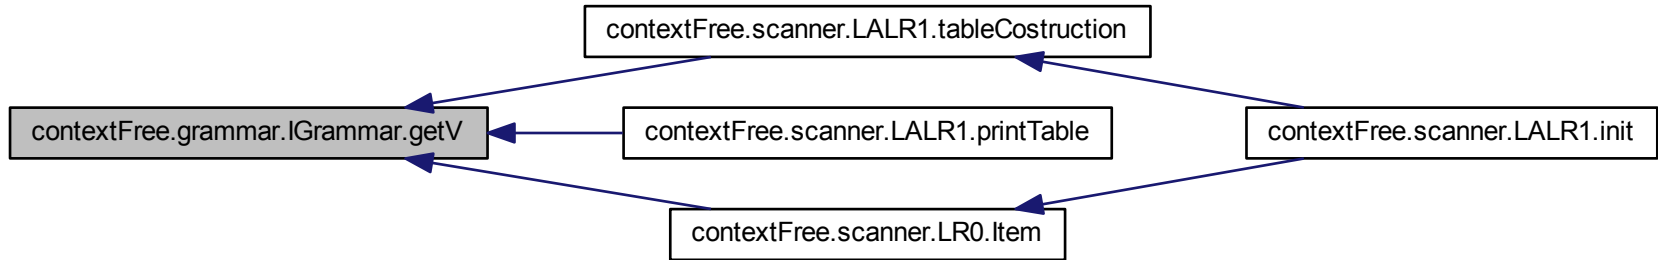 contextFree.scanner.LALR1.tableCostruction
contextFree.grammar.IGrammar.getV
contextFree.scanner.LALR1.printTable
contextFree.scanner.LALR1.init
contextFree.scanner.LR0.Item